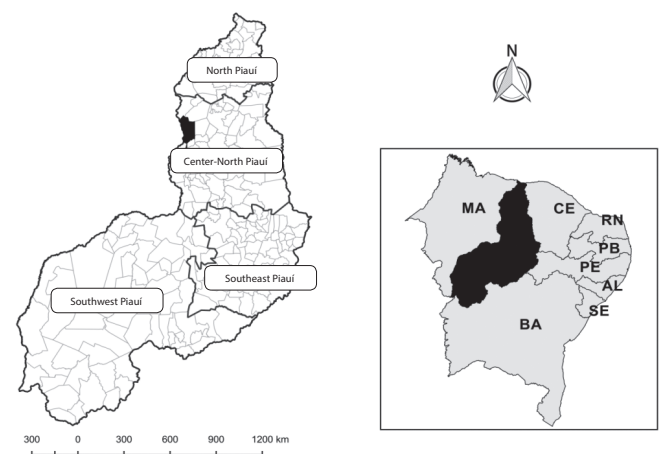 North Piauí
Center-North Piauí
Southeast Piauí
Southwest Piauí
300 0 300 600 900 1200 km
N
MA
CE
RN
PB
PE
AL
SE
BA